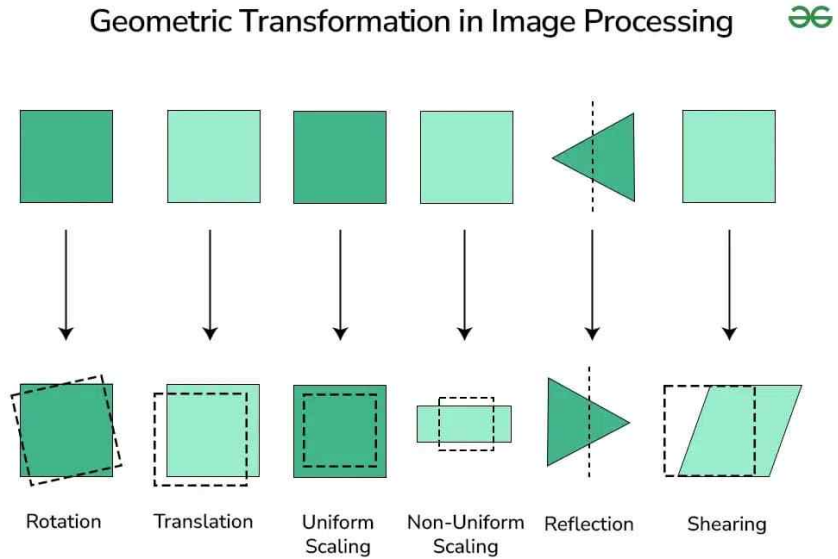 Geometric Transformation in Image Processing
Rotation
Translation
Uniform
Scaling
Non-Uniform
Scaling
Reflection
Shearing